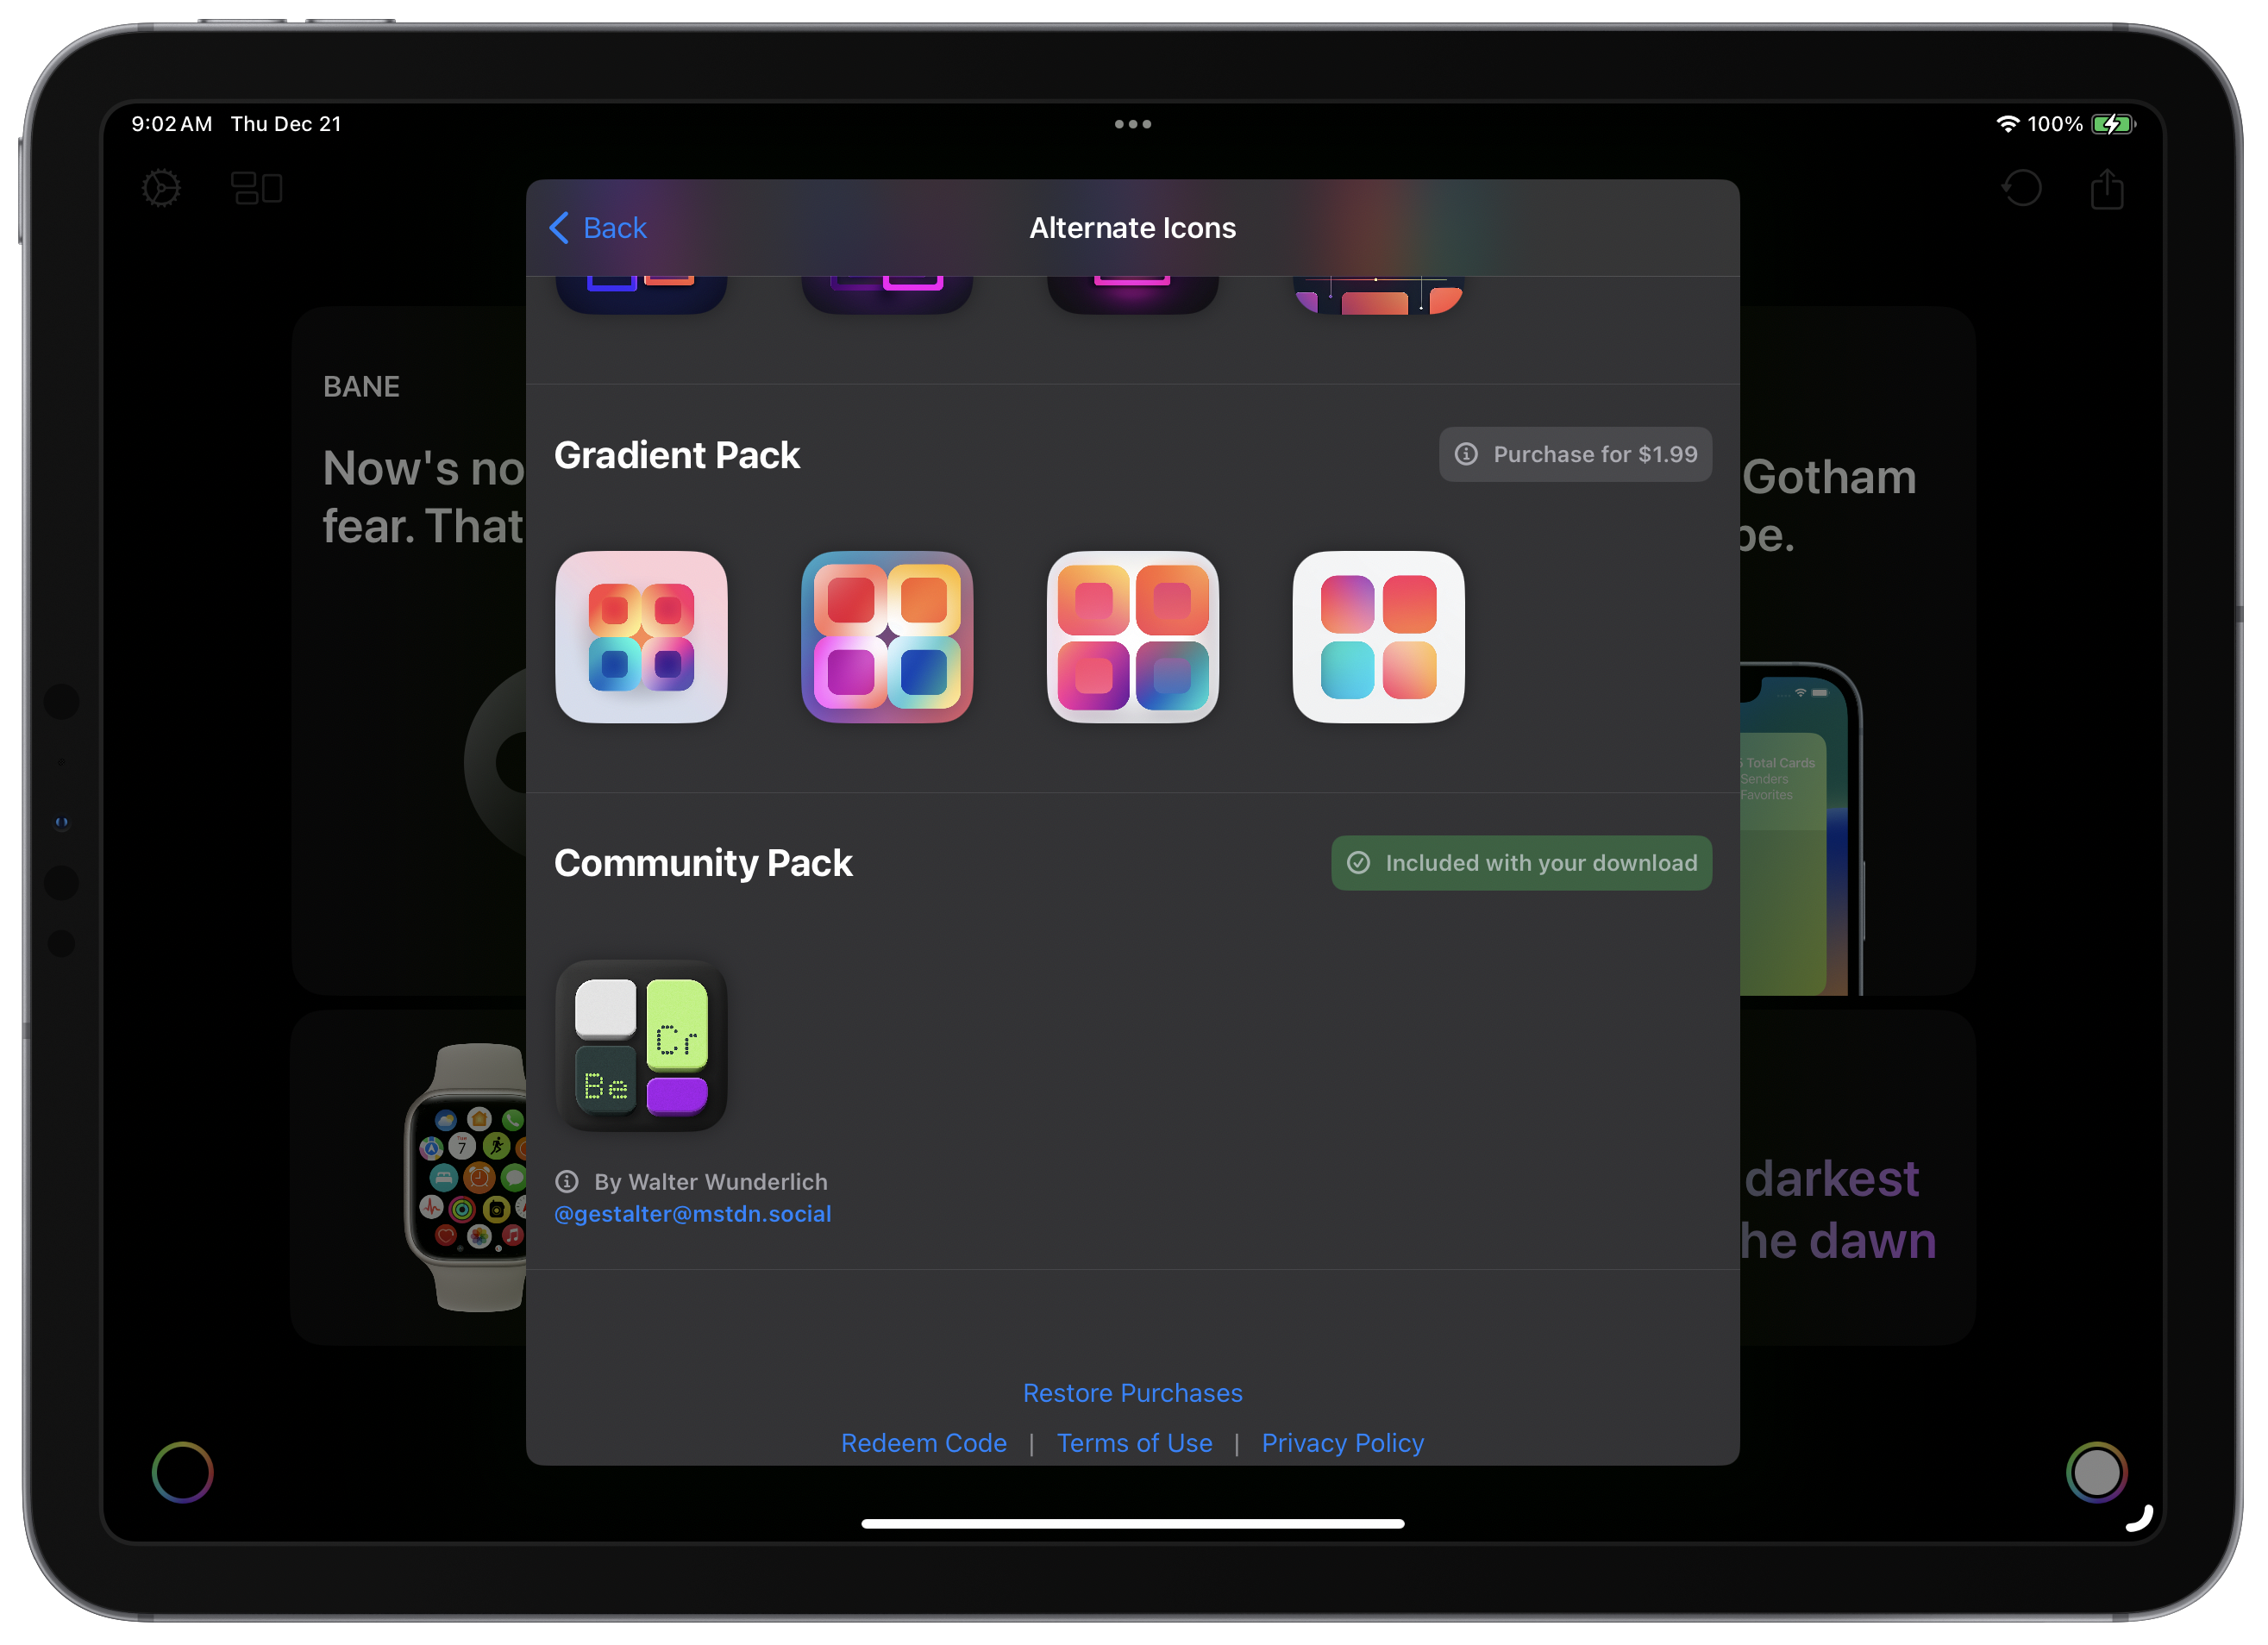 9:02 AM Thu Dec 21
100%
Back
Alternate Icons
BANE
Now's no
fear. That
Gotham
be.
Gradient Pack
Purchase for $1.99
Total Cards
Senders
Favorites
Community Pack
Included with your download
Cr
Be
7
By Walter Wunderlich
@gestalter@mstdn.social
darkest
he dawn
Restore Purchases
Redeem Code | Terms of Use | Privacy Policy